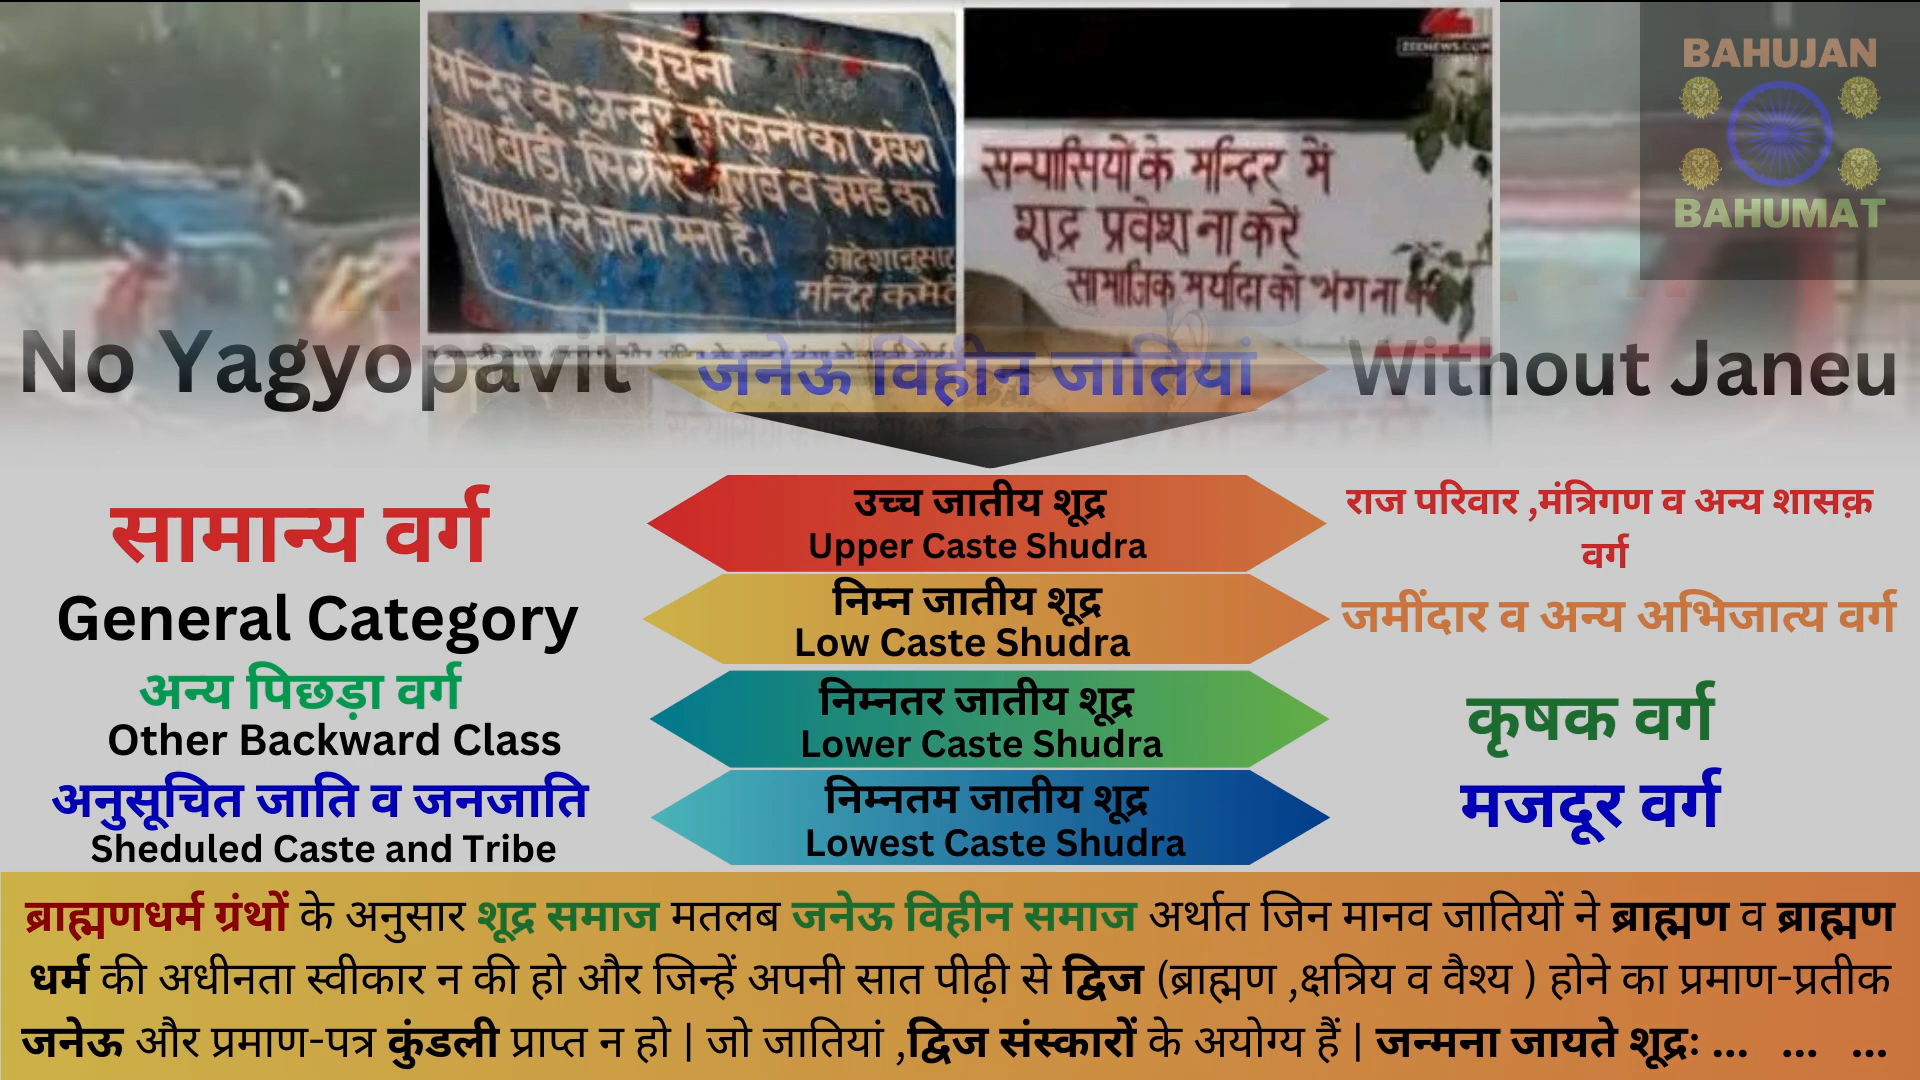 सूचना
मन्दिर के अन्दर हरिजनों का प्रवेश
तथा बीडी, सिगरेट शराब व चमडे का
सामान ले जाना मना है।
आदेशानुसार
मन्दिर कमेटी
ZEENEWS.COM
सन्यासियों के मन्दिर में
शूद्र प्रवेश ना करें
सामाजिक मर्यादा को भंग ना
BAHUJAN
BAHUMAT
No Yagyopavit
जनेऊ विहीन जातियां
Without Janeu
सामान्य वर्ग
General Category
अन्य पिछड़ा वर्ग
Other Backward Class
अनुसूचित जाति व जनजाति
Sheduled Caste and Tribe
उच्च जातीय शूद्र
Upper Caste Shudra
निम्न जातीय शूद्र
Low Caste Shudra
निम्नतर जातीय शूद्र
Lower Caste Shudra
निम्नतम जातीय शूद्र
Lowest Caste Shudra
राज परिवार ,मंत्रिगण व अन्य शासक़
वर्ग
जमींदार व अन्य अभिजात्य वर्ग
कृषक वर्ग
मजदूर वर्ग
ब्राह्मणधर्म ग्रंथों के अनुसार शूद्र समाज मतलब जनेऊ विहीन समाज अर्थात जिन मानव जातियों ने ब्राह्मण व ब्राह्मण
धर्म की अधीनता स्वीकार न की हो और जिन्हें अपनी सात पीढ़ी से द्विज (ब्राह्मण ,क्षत्रिय व वैश्य ) होने का प्रमाण-प्रतीक
जनेऊ और प्रमाण-पत्र कुंडली प्राप्त न हो | जो जातियां ,द्विज संस्कारों के अयोग्य हैं | जन्मना जायते शूद्रः ... ... ...